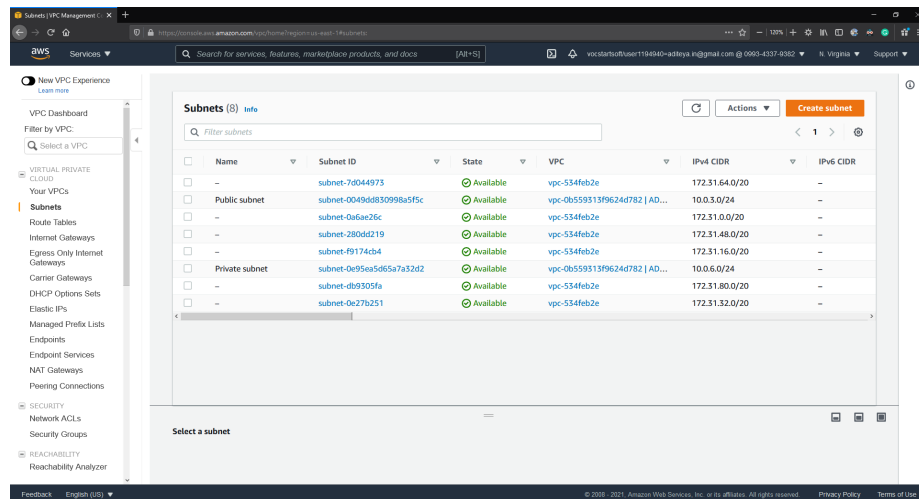 Subnets | VPC Management C
https://console.aws.amazon.com/vpc/home?region=us-east-1#subnets:
120%
aws
Services
Search for services, features, marketplace products, and docs
[Alt+S]
vocstartsoft/user1194940=aditeya.in@gmail.com @ 0993-4337-9382
N. Virginia
Support
New VPC Experience
Learn more
VPC Dashboard
Filter by VPC:
Select a VPC
VIRTUAL PRIVATE
CLOUD
Your VPCs
Subnets
Route Tables
Internet Gateways
Egress Only Internet
Gateways
Carrier Gateways
DHCP Options Sets
Elastic IPs
Managed Prefix Lists
Endpoints
Endpoint Services
NAT Gateways
Peering Connections
SECURITY
Network ACLs
Security Groups
REACHABILITY
Reachability Analyzer
Subnets (8) Info
Actions
Create subnet
Filter subnets
1
Name Subnet ID State VPC IPv4 CIDR IPv6 CIDR
– subnet-7d044973 Available vpc-534feb2e 172.31.64.0/20 –
Public subnet subnet-0049dd830998a5f5c Available vpc-0b559313f9624d782 | AD... 10.0.3.0/24 –
– subnet-0a6ae26c Available vpc-534feb2e 172.31.0.0/20 –
– subnet-280dd219 Available vpc-534feb2e 172.31.48.0/20 –
– subnet-f9174cb4 Available vpc-534feb2e 172.31.16.0/20 –
Private subnet subnet-0e95ea5d65a7a32d2 Available vpc-0b559313f9624d782 | AD... 10.0.6.0/24 –
– subnet-db9305fa Available vpc-534feb2e 172.31.80.0/20 –
– subnet-0e27b251 Available vpc-534feb2e 172.31.32.0/20 –
Select a subnet
Feedback
English (US)
© 2008 - 2021, Amazon Web Services, Inc. or its affiliates. All rights reserved.
Privacy Policy
Terms of Use